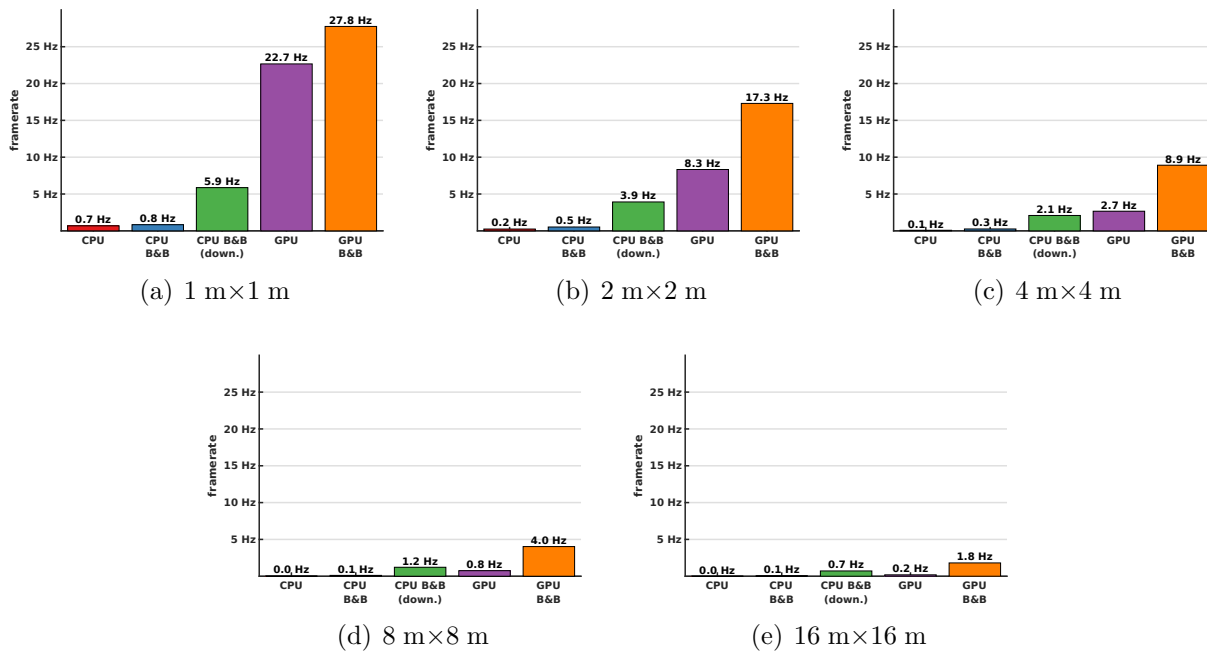 27.8 Hz
25 Hz
22.7 Hz
20 Hz
15 Hz
10 Hz
5.9 Hz
5 Hz
0.7 Hz
0.8 Hz
framerate
CPU
CPU B&B
CPU B&B (down.)
GPU
GPU B&B
(a) 1 m×1 m
25 Hz
20 Hz
17.3 Hz
15 Hz
10 Hz
8.3 Hz
5 Hz
3.9 Hz
0.2 Hz
0.5 Hz
framerate
CPU
CPU B&B
CPU B&B (down.)
GPU
GPU B&B
(b) 2 m×2 m
25 Hz
20 Hz
15 Hz
10 Hz
8.9 Hz
5 Hz
0.1 Hz
0.3 Hz
2.1 Hz
2.7 Hz
framerate
CPU
CPU B&B
CPU B&B (down.)
GPU
GPU B&B
(c) 4 m×4 m
25 Hz
20 Hz
15 Hz
10 Hz
5 Hz
0.0 Hz
0.1 Hz
1.2 Hz
0.8 Hz
4.0 Hz
framerate
CPU
CPU B&B
CPU B&B (down.)
GPU
GPU B&B
(d) 8 m×8 m
25 Hz
20 Hz
15 Hz
10 Hz
5 Hz
0.0 Hz
0.1 Hz
0.7 Hz
0.2 Hz
1.8 Hz
framerate
CPU
CPU B&B
CPU B&B (down.)
GPU
GPU B&B
(e) 16 m×16 m